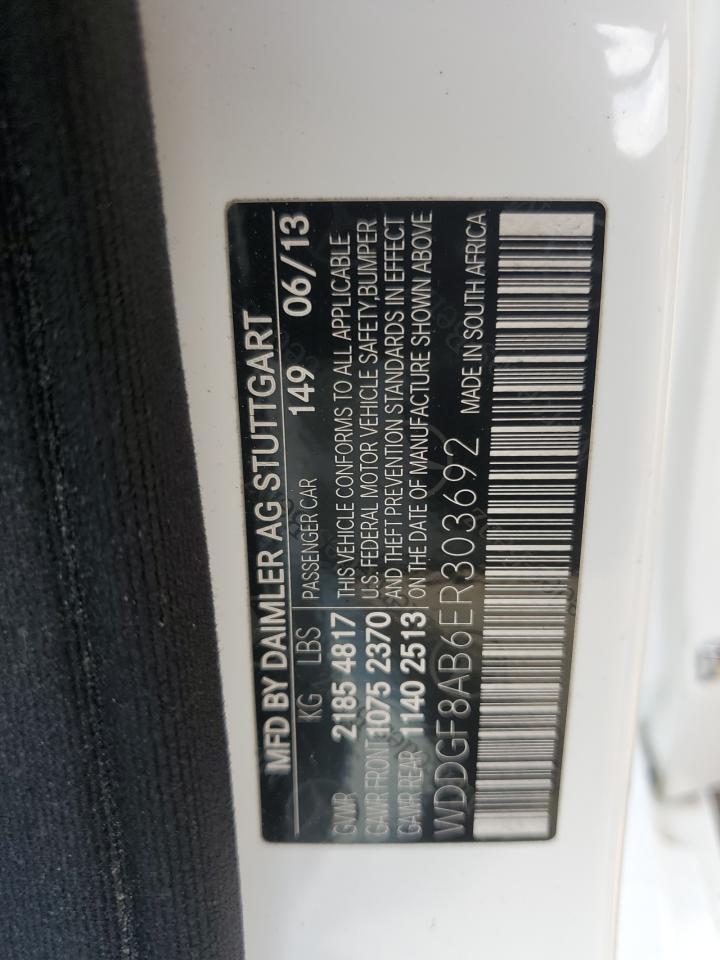 MFD BY DAIMLER AG STUTTGART
KG LBS PASSENGER CAR 149 06/13
GVWR 2185 4817 THIS VEHICLE CONFORMS TO ALL APPLICABLE
GAWR FRONT 1075 2370 U.S. FEDERAL MOTOR VEHICLE SAFETY,BUMPER
GAWR REAR 1140 2513 AND THEFT PREVENTION STANDARDS IN EFFECT
ON THE DATE OF MANUFACTURE SHOWN ABOVE
WDDGF8AB6ER303692 MADE IN SOUTH AFRICA